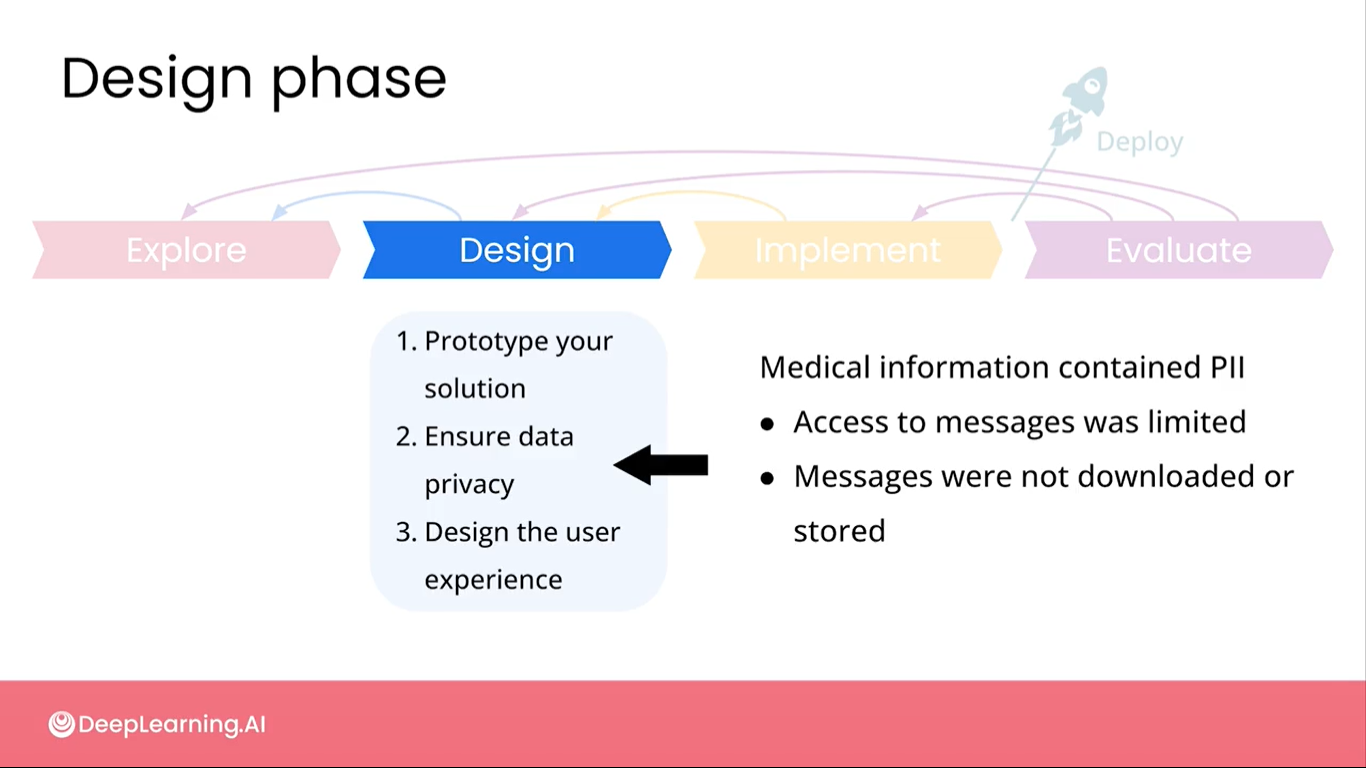 Design phase
Deploy
Explore
Design
Implement
Evaluate
1. Prototype your
solution
2. Ensure data
privacy
3. Design the user
experience
Medical information contained PII
● Access to messages was limited
● Messages were not downloaded or
stored
DeepLearning.AI